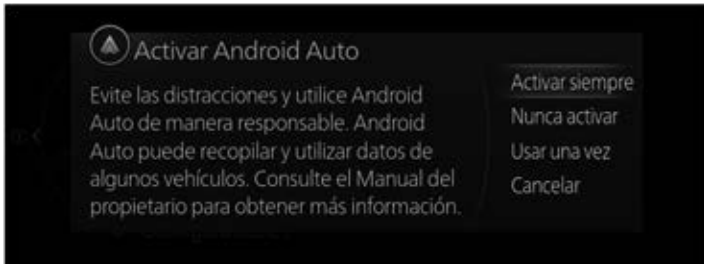 Activar Android Auto
Evite las distracciones y utilice Android
Auto de manera responsable. Android
Auto puede recopilar y utilizar datos de
algunos vehículos. Consulte el Manual del
propietario para obtener más información.
Activar siempre
Nunca activar
Usar una vez
Cancelar